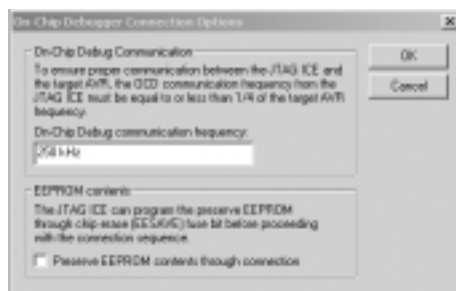 On-Chip Debugger Connection Options
On-Chip Debug Communication
To ensure proper communication between the JTAG ICE and
the target AVR, the OCD communication frequency from the
JTAG ICE must be equal to or less than 1/4 of the target AVR
frequency.
On-Chip Debug communication frequency:
250 kHz
EEPROM contents
The JTAG ICE can program the preserve EEPROM
through chip erase (EESAVE) fuse bit before proceeding
with the connection sequence.
Preserve EEPROM contents through connection
OK
Cancel